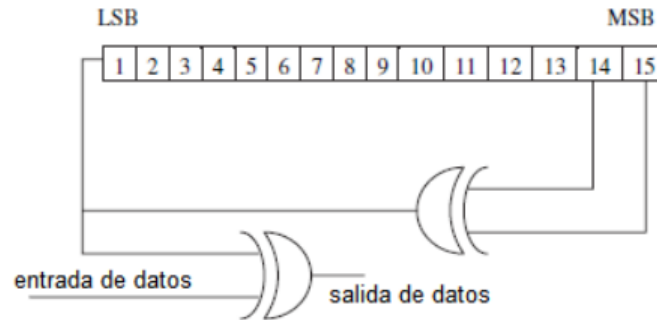 LSB MSB
1 2 3 4 5 6 7 8 9 10 11 12 13 14 15
entrada de datos
salida de datos